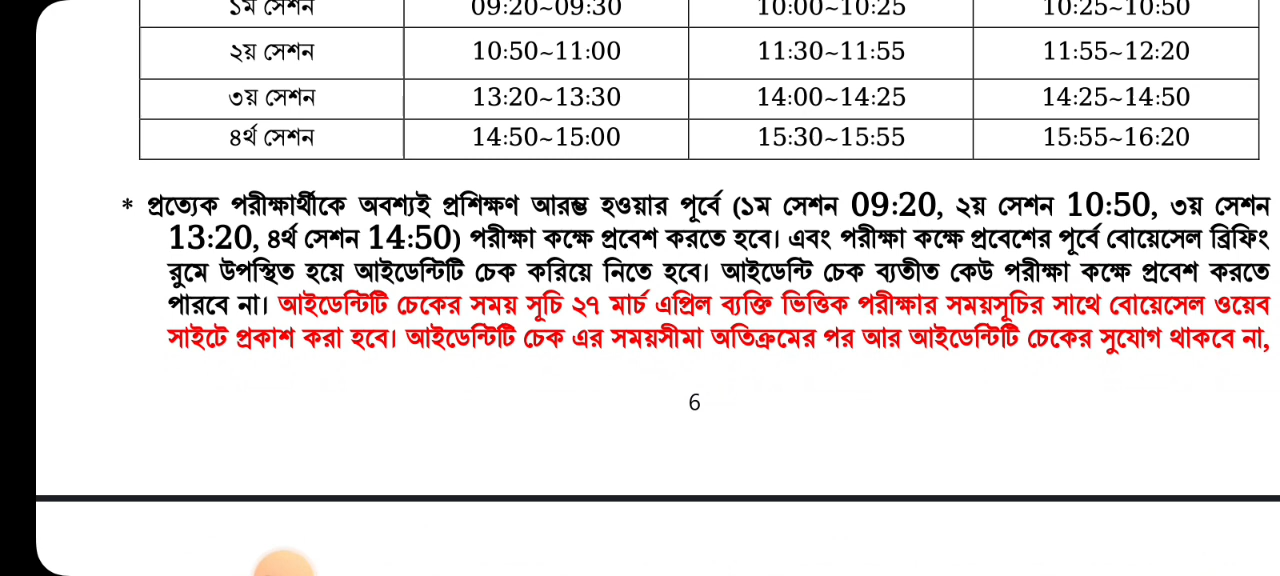 ১ম সেশন 09:20~09:30 10:00~10:25 10:25~10:50
২য় সেশন 10:50~11:00 11:30~11:55 11:55~12:20
৩য় সেশন 13:20~13:30 14:00~14:25 14:25~14:50
৪র্থ সেশন 14:50~15:00 15:30~15:55 15:55~16:20
* প্রত্যেক পরীক্ষার্থীকে অবশ্যই প্রশিক্ষণ আরম্ভ হওয়ার পূর্বে (১ম সেশন 09:20, ২য় সেশন 10:50, ৩য় সেশন
13:20, ৪র্থ সেশন 14:50) পরীক্ষা কক্ষে প্রবেশ করতে হবে। এবং পরীক্ষা কক্ষে প্রবেশের পূর্বে বোয়েসেল ব্রিফিং
রুমে উপস্থিত হয়ে আইডেন্টিটি চেক করিয়ে নিতে হবে। আইডেন্টি চেক ব্যতীত কেউ পরীক্ষা কক্ষে প্রবেশ করতে
পারবে না। আইডেন্টিটি চেকের সময় সূচি ২৭ মার্চ এপ্রিল ব্যক্তি ভিত্তিক পরীক্ষার সময়সূচির সাথে বোয়েসেল ওয়েব
সাইটে প্রকাশ করা হবে। আইডেন্টিটি চেক এর সময়সীমা অতিক্রমের পর আর আইডেন্টিটি চেকের সুযোগ থাকবে না,
6